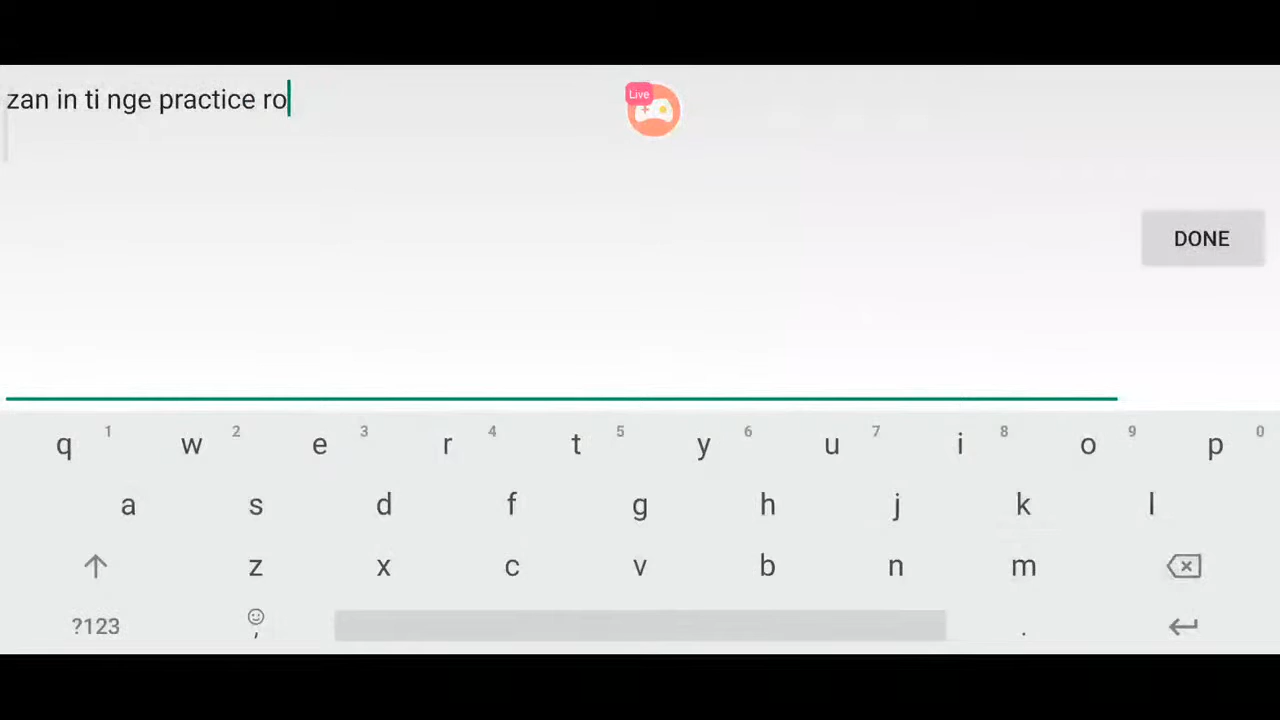 zan in ti nge practice ro
Live
DONE
q 1 w 2 e 3 r 4 t 5 y 6 u 7 i 8 o 9 p 0
a s d f g h j k l
z x c v b n m
?123 , .